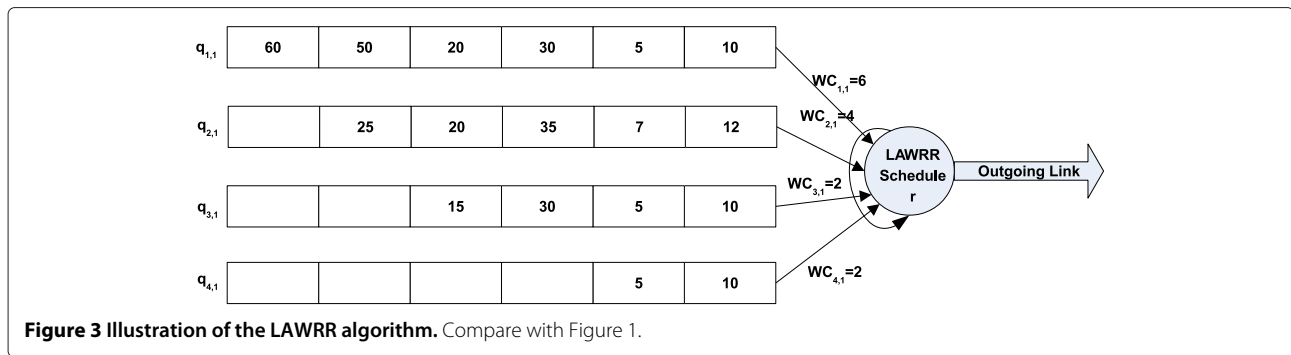 q1,1 60 50 20 30 5 10
WC1,1=6
q2,1 25 20 35 7 12
WC2,1=4
LAWRR
Schedule
r
Outgoing Link
q3,1 15 30 5 10
WC3,1=2
q4,1 5 10
WC4,1=2
Figure 3 Illustration of the LAWRR algorithm. Compare with Figure 1.